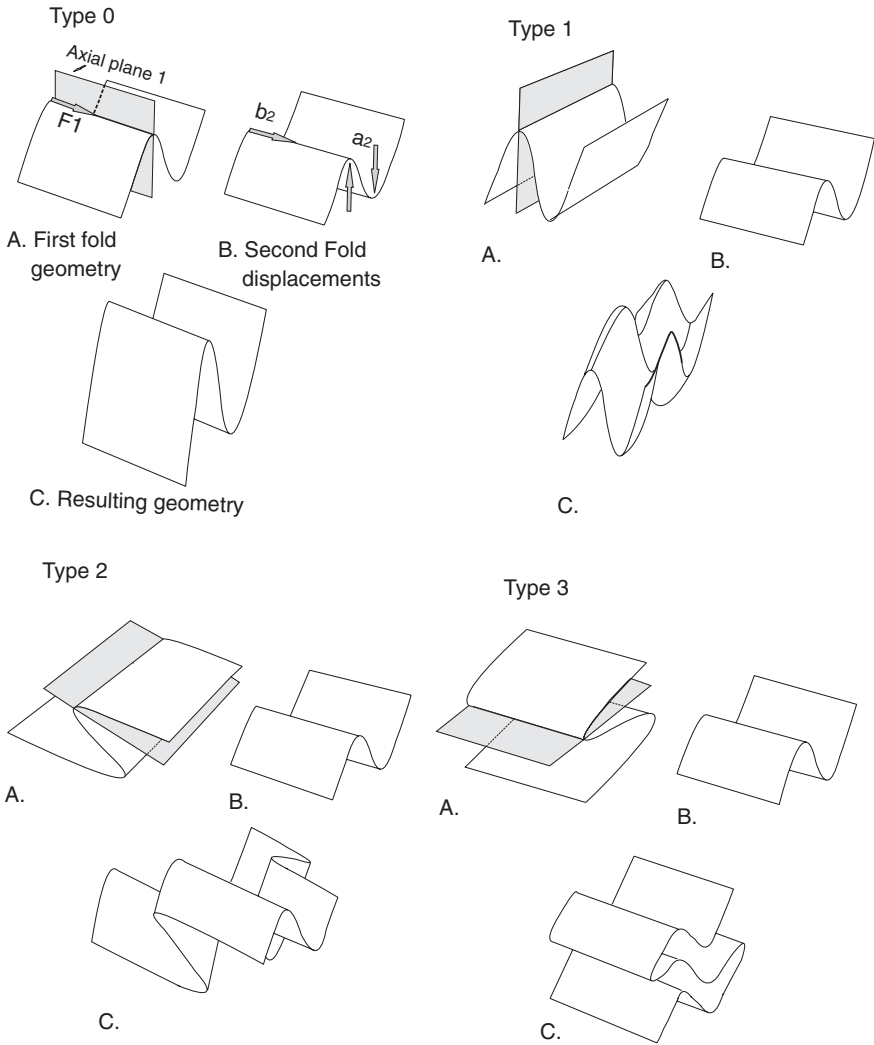 Type 0
Axial plane 1
F1
b2
a2
A. First fold
geometry
B. Second Fold
displacements
C. Resulting geometry
Type 1
A.
B.
C.
Type 2
A.
B.
C.
Type 3
A.
B.
C.